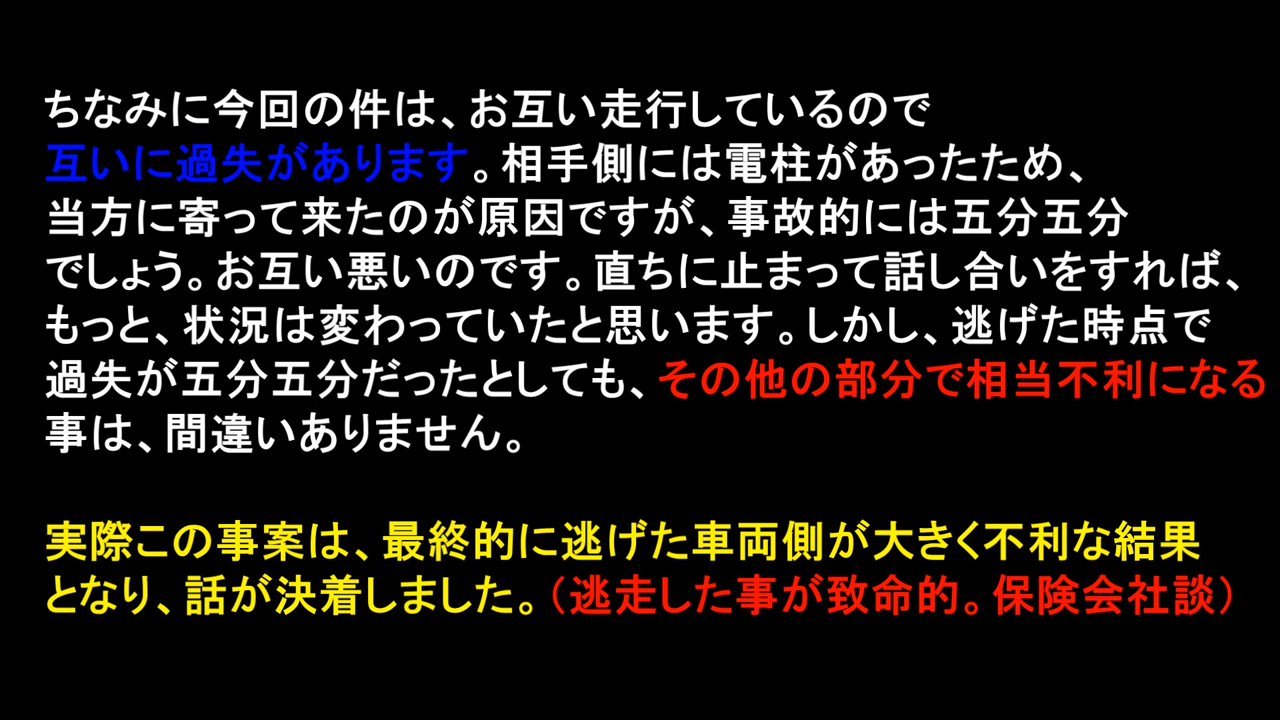 ちなみに今回の件は、お互い走行しているので
互いに過失があります。相手側には電柱があったため、
当方に寄って来たのが原因ですが、事故的には五分五分
でしょう。お互い悪いのです。直ちに止まって話し合いをすれば、
もっと、状況は変わっていたと思います。しかし、逃げた時点で
過失が五分五分だったとしても、その他の部分で相当不利になる
事は、間違いありません。
実際この事案は、最終的に逃げた車両側が大きく不利な結果
となり、話が決着しました。（逃走した事が致命的。保険会社談）